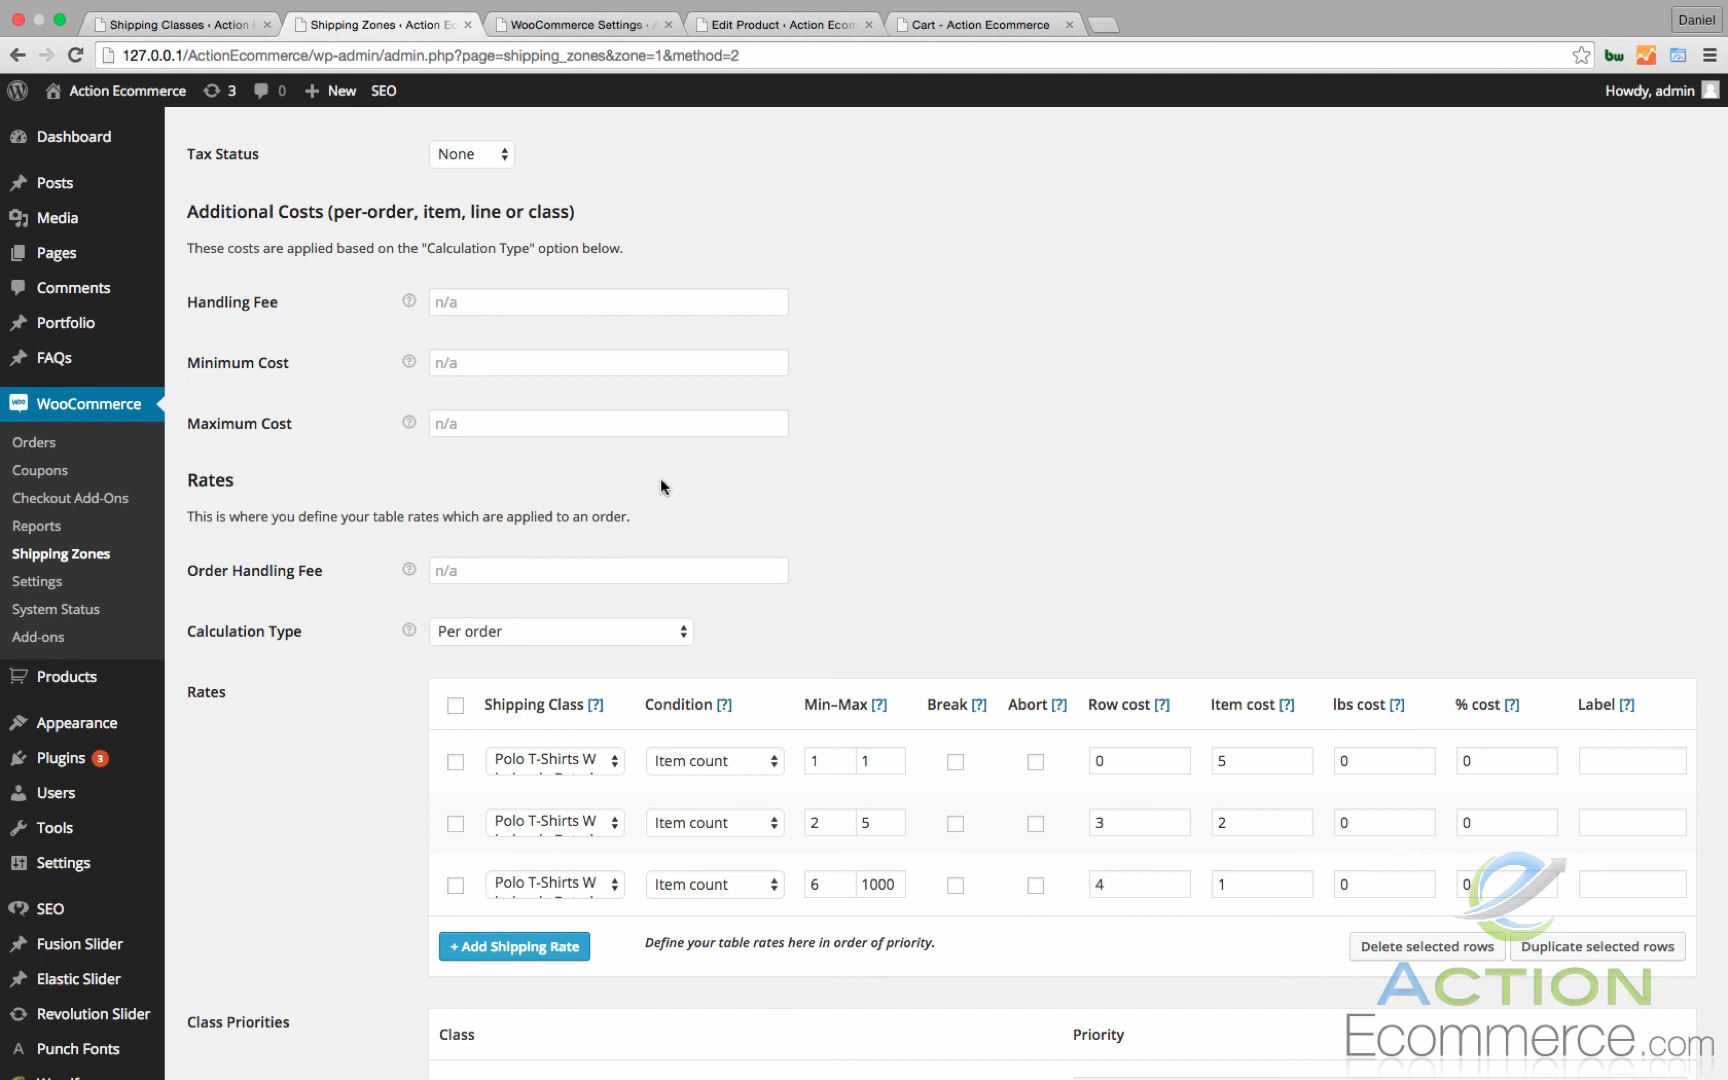 Shipping Classes ‹ Action E
Shipping Zones ‹ Action Ec
WooCommerce Settings ‹ A
Edit Product ‹ Action Ecom
Cart - Action Ecommerce
Daniel
127.0.0.1/ActionEcommerce/wp-admin/admin.php?page=shipping_zones&zone=1&method=2
bw
Action Ecommerce
3
0
New
SEO
Howdy, admin
Dashboard
Posts
Media
Pages
Comments
Portfolio
FAQs
WooCommerce
Orders
Coupons
Checkout Add-Ons
Reports
Shipping Zones
Settings
System Status
Add-ons
Products
Appearance
Plugins 3
Users
Tools
Settings
SEO
Fusion Slider
Elastic Slider
Revolution Slider
Punch Fonts
Tax Status
None
Additional Costs (per-order, item, line or class)
These costs are applied based on the "Calculation Type" option below.
Handling Fee
n/a
Minimum Cost
n/a
Maximum Cost
n/a
Rates
This is where you define your table rates which are applied to an order.
Order Handling Fee
n/a
Calculation Type
Per order
Rates
Shipping Class [?] Condition [?] Min–Max [?] Break [?] Abort [?] Row cost [?] Item cost [?] lbs cost [?] % cost [?] Label [?]
Polo T-Shirts W Item count 1 1 0 5 0 0
Polo T-Shirts W Item count 2 5 3 2 0 0
Polo T-Shirts W Item count 6 1000 4 1 0 0
+ Add Shipping Rate
Define your table rates here in order of priority.
Delete selected rows
Duplicate selected rows
Class Priorities
Class
Priority
ACTION
Ecommerce.com